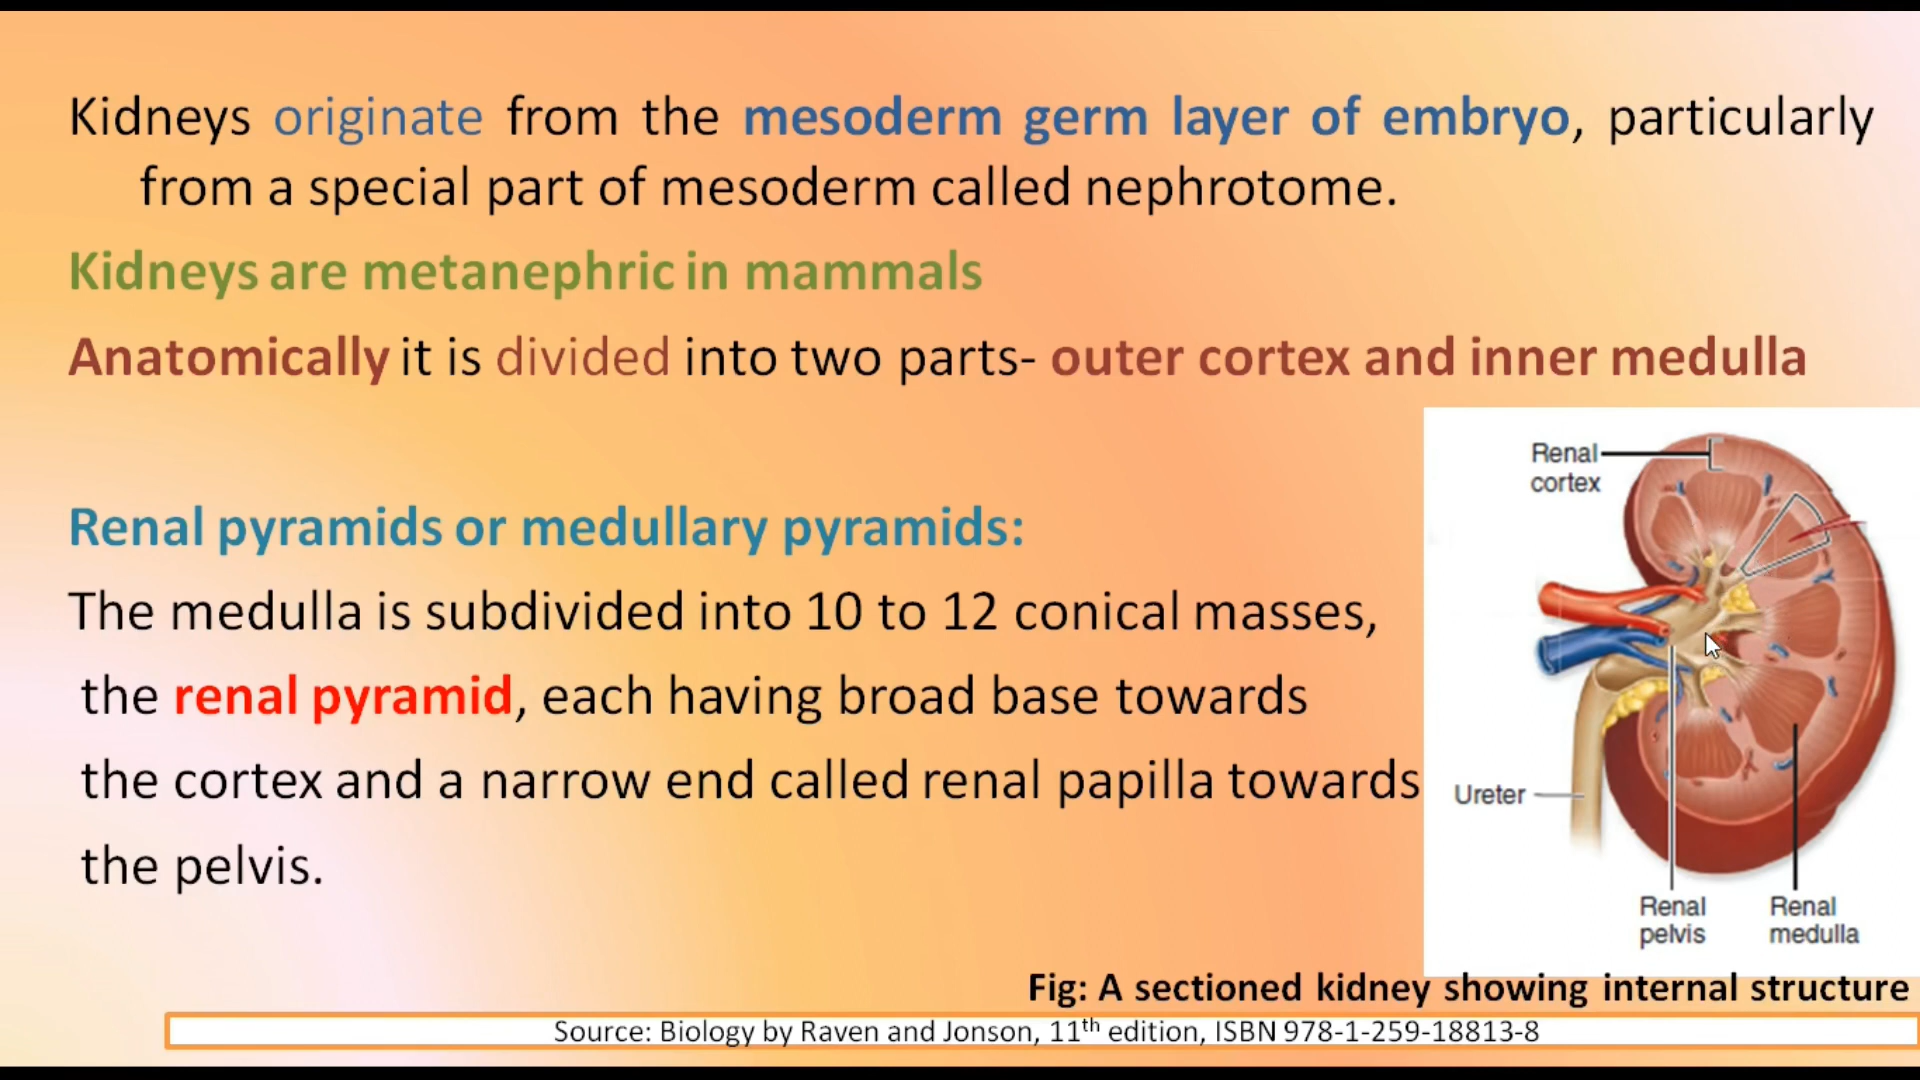 Kidneys originate from the mesoderm germ layer of embryo, particularly
from a special part of mesoderm called nephrotome.
Kidneys are metanephric in mammals
Anatomically it is divided into two parts- outer cortex and inner medulla
Renal pyramids or medullary pyramids:
The medulla is subdivided into 10 to 12 conical masses,
the renal pyramid, each having broad base towards
the cortex and a narrow end called renal papilla towards
the pelvis.
Renal
cortex
Ureter
Renal
pelvis
Renal
medulla
Fig: A sectioned kidney showing internal structure
Source: Biology by Raven and Jonson, 11th edition, ISBN 978-1-259-18813-8